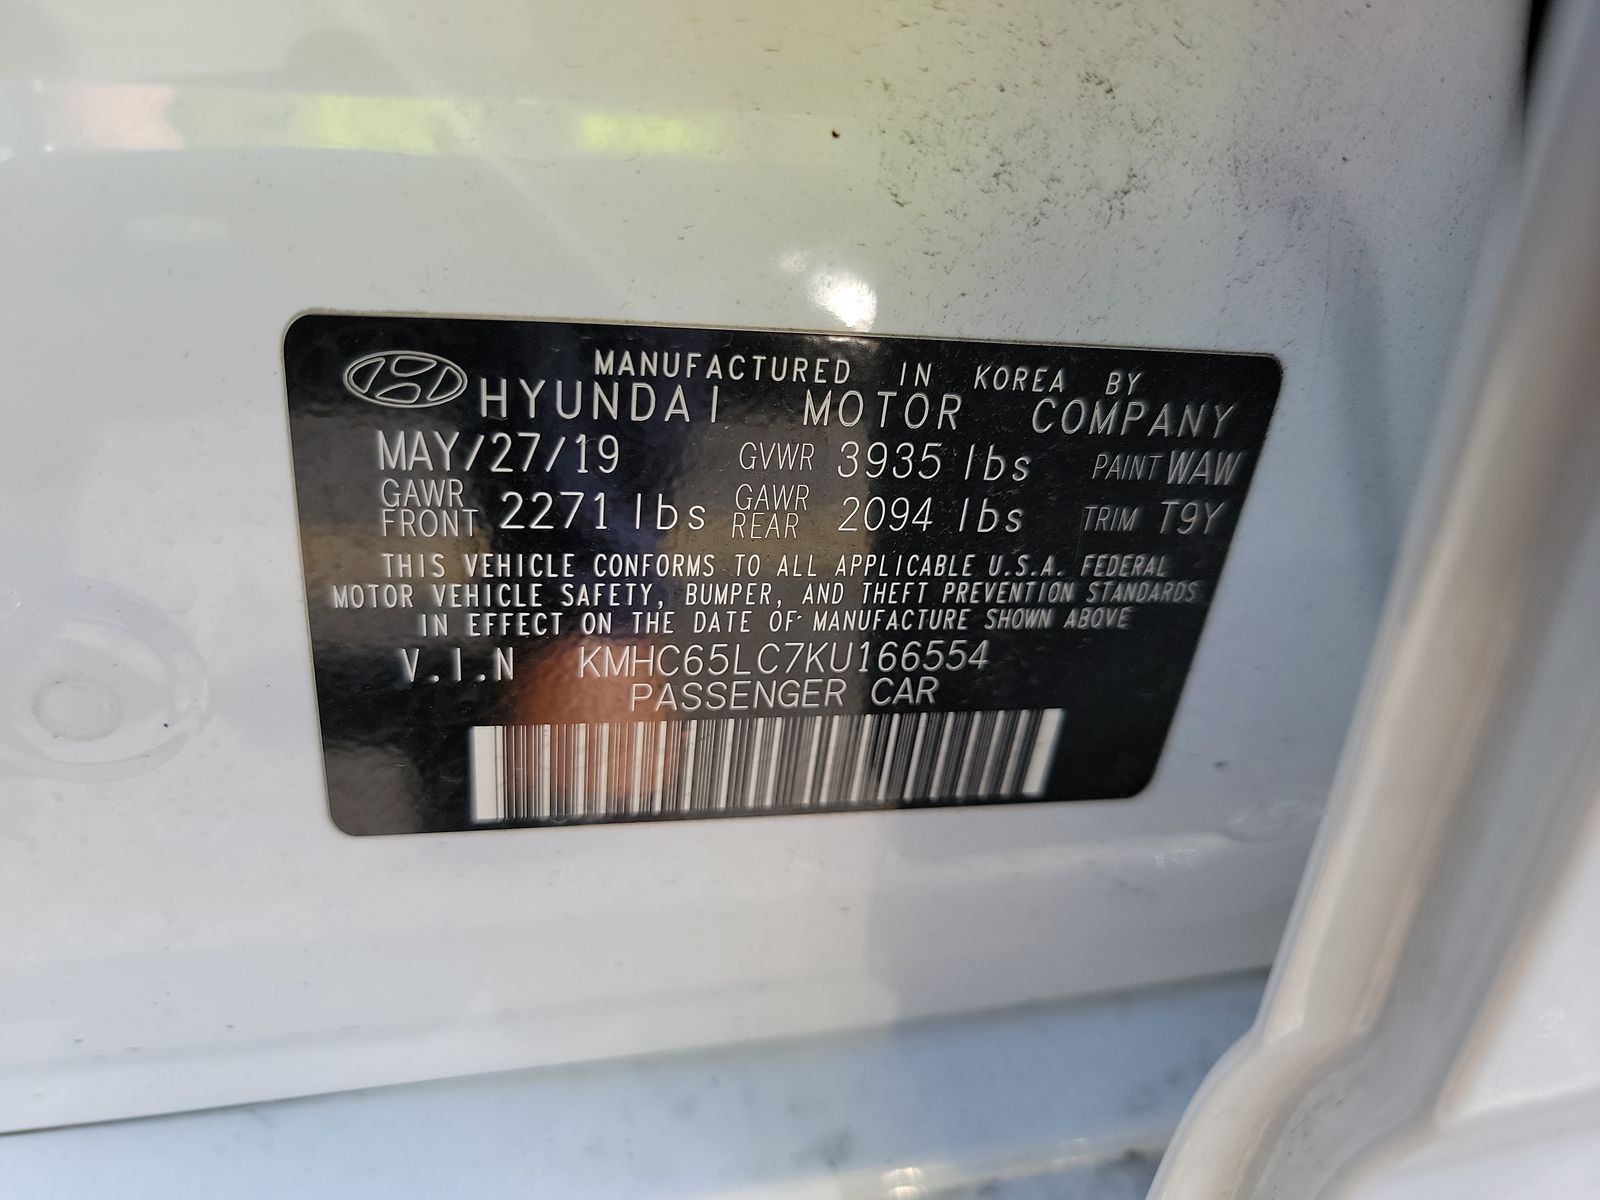 MANUFACTURED IN KOREA BY
HYUNDAI MOTOR COMPANY
MAY/27/19 GVWR 3935 lbs PAINT WAW
GAWR FRONT 2271 lbs GAWR REAR 2094 lbs TRIM T9Y
THIS VEHICLE CONFORMS TO ALL APPLICABLE U.S.A. FEDERAL
MOTOR VEHICLE SAFETY, BUMPER, AND THEFT PREVENTION STANDARDS
IN EFFECT ON THE DATE OF MANUFACTURE SHOWN ABOVE
V.I.N KMHC65LC7KU166554
PASSENGER CAR